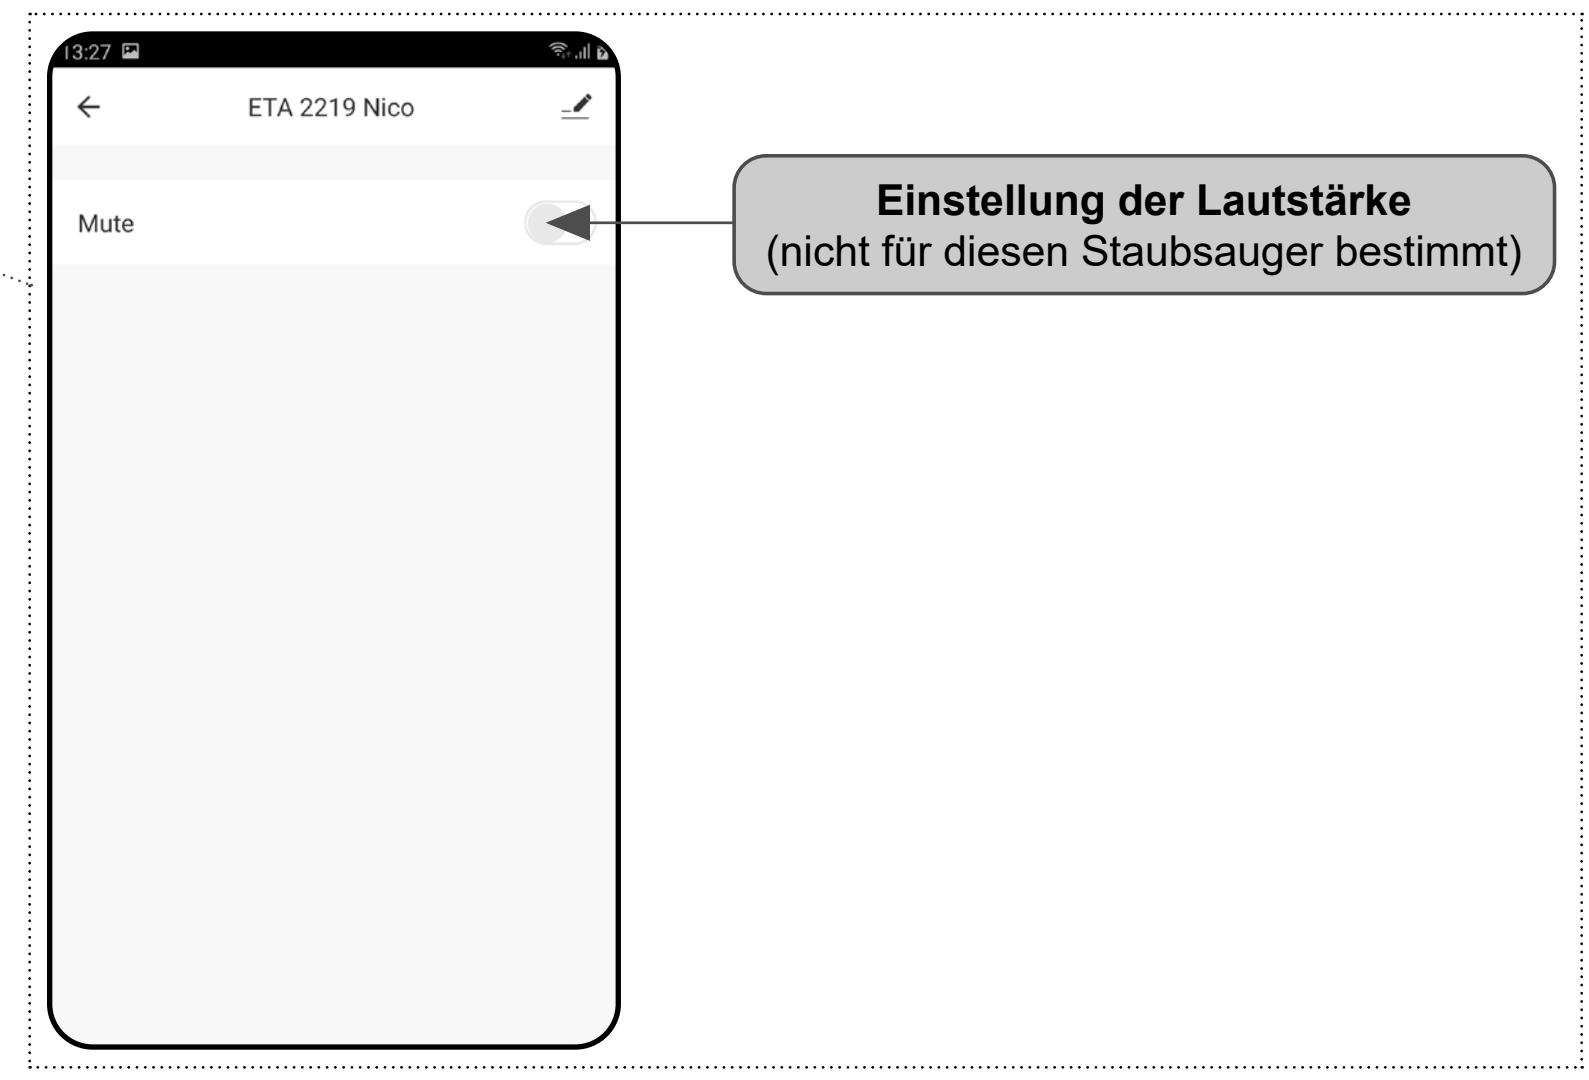 13:27
ETA 2219 Nico
Mute
Einstellung der Lautstärke
(nicht für diesen Staubsauger bestimmt)